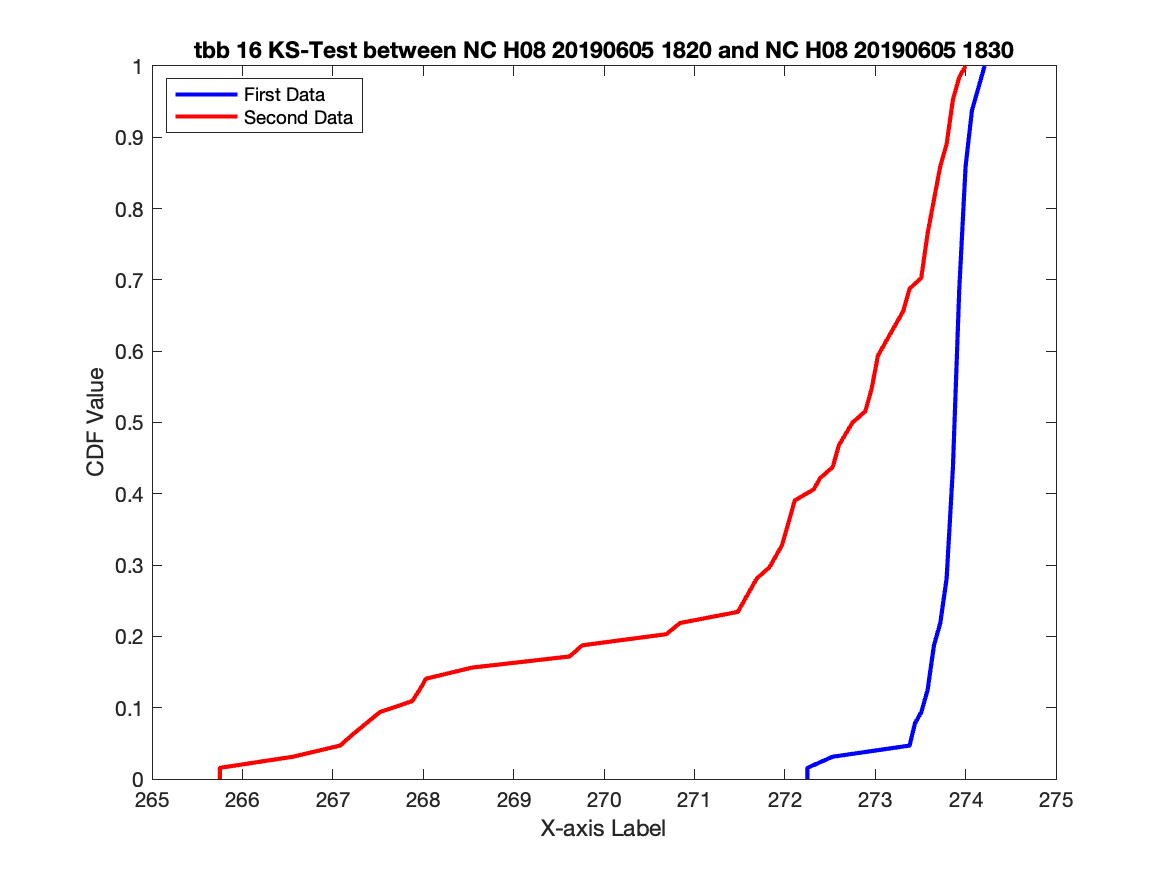 tbb 16 KS-Test between NC H08 20190605 1820 and NC H08 20190605 1830
First Data
Second Data
CDF Value
1
0.9
0.8
0.7
0.6
0.5
0.4
0.3
0.2
0.1
0
265 266 267 268 269 270 271 272 273 274 275
X-axis Label